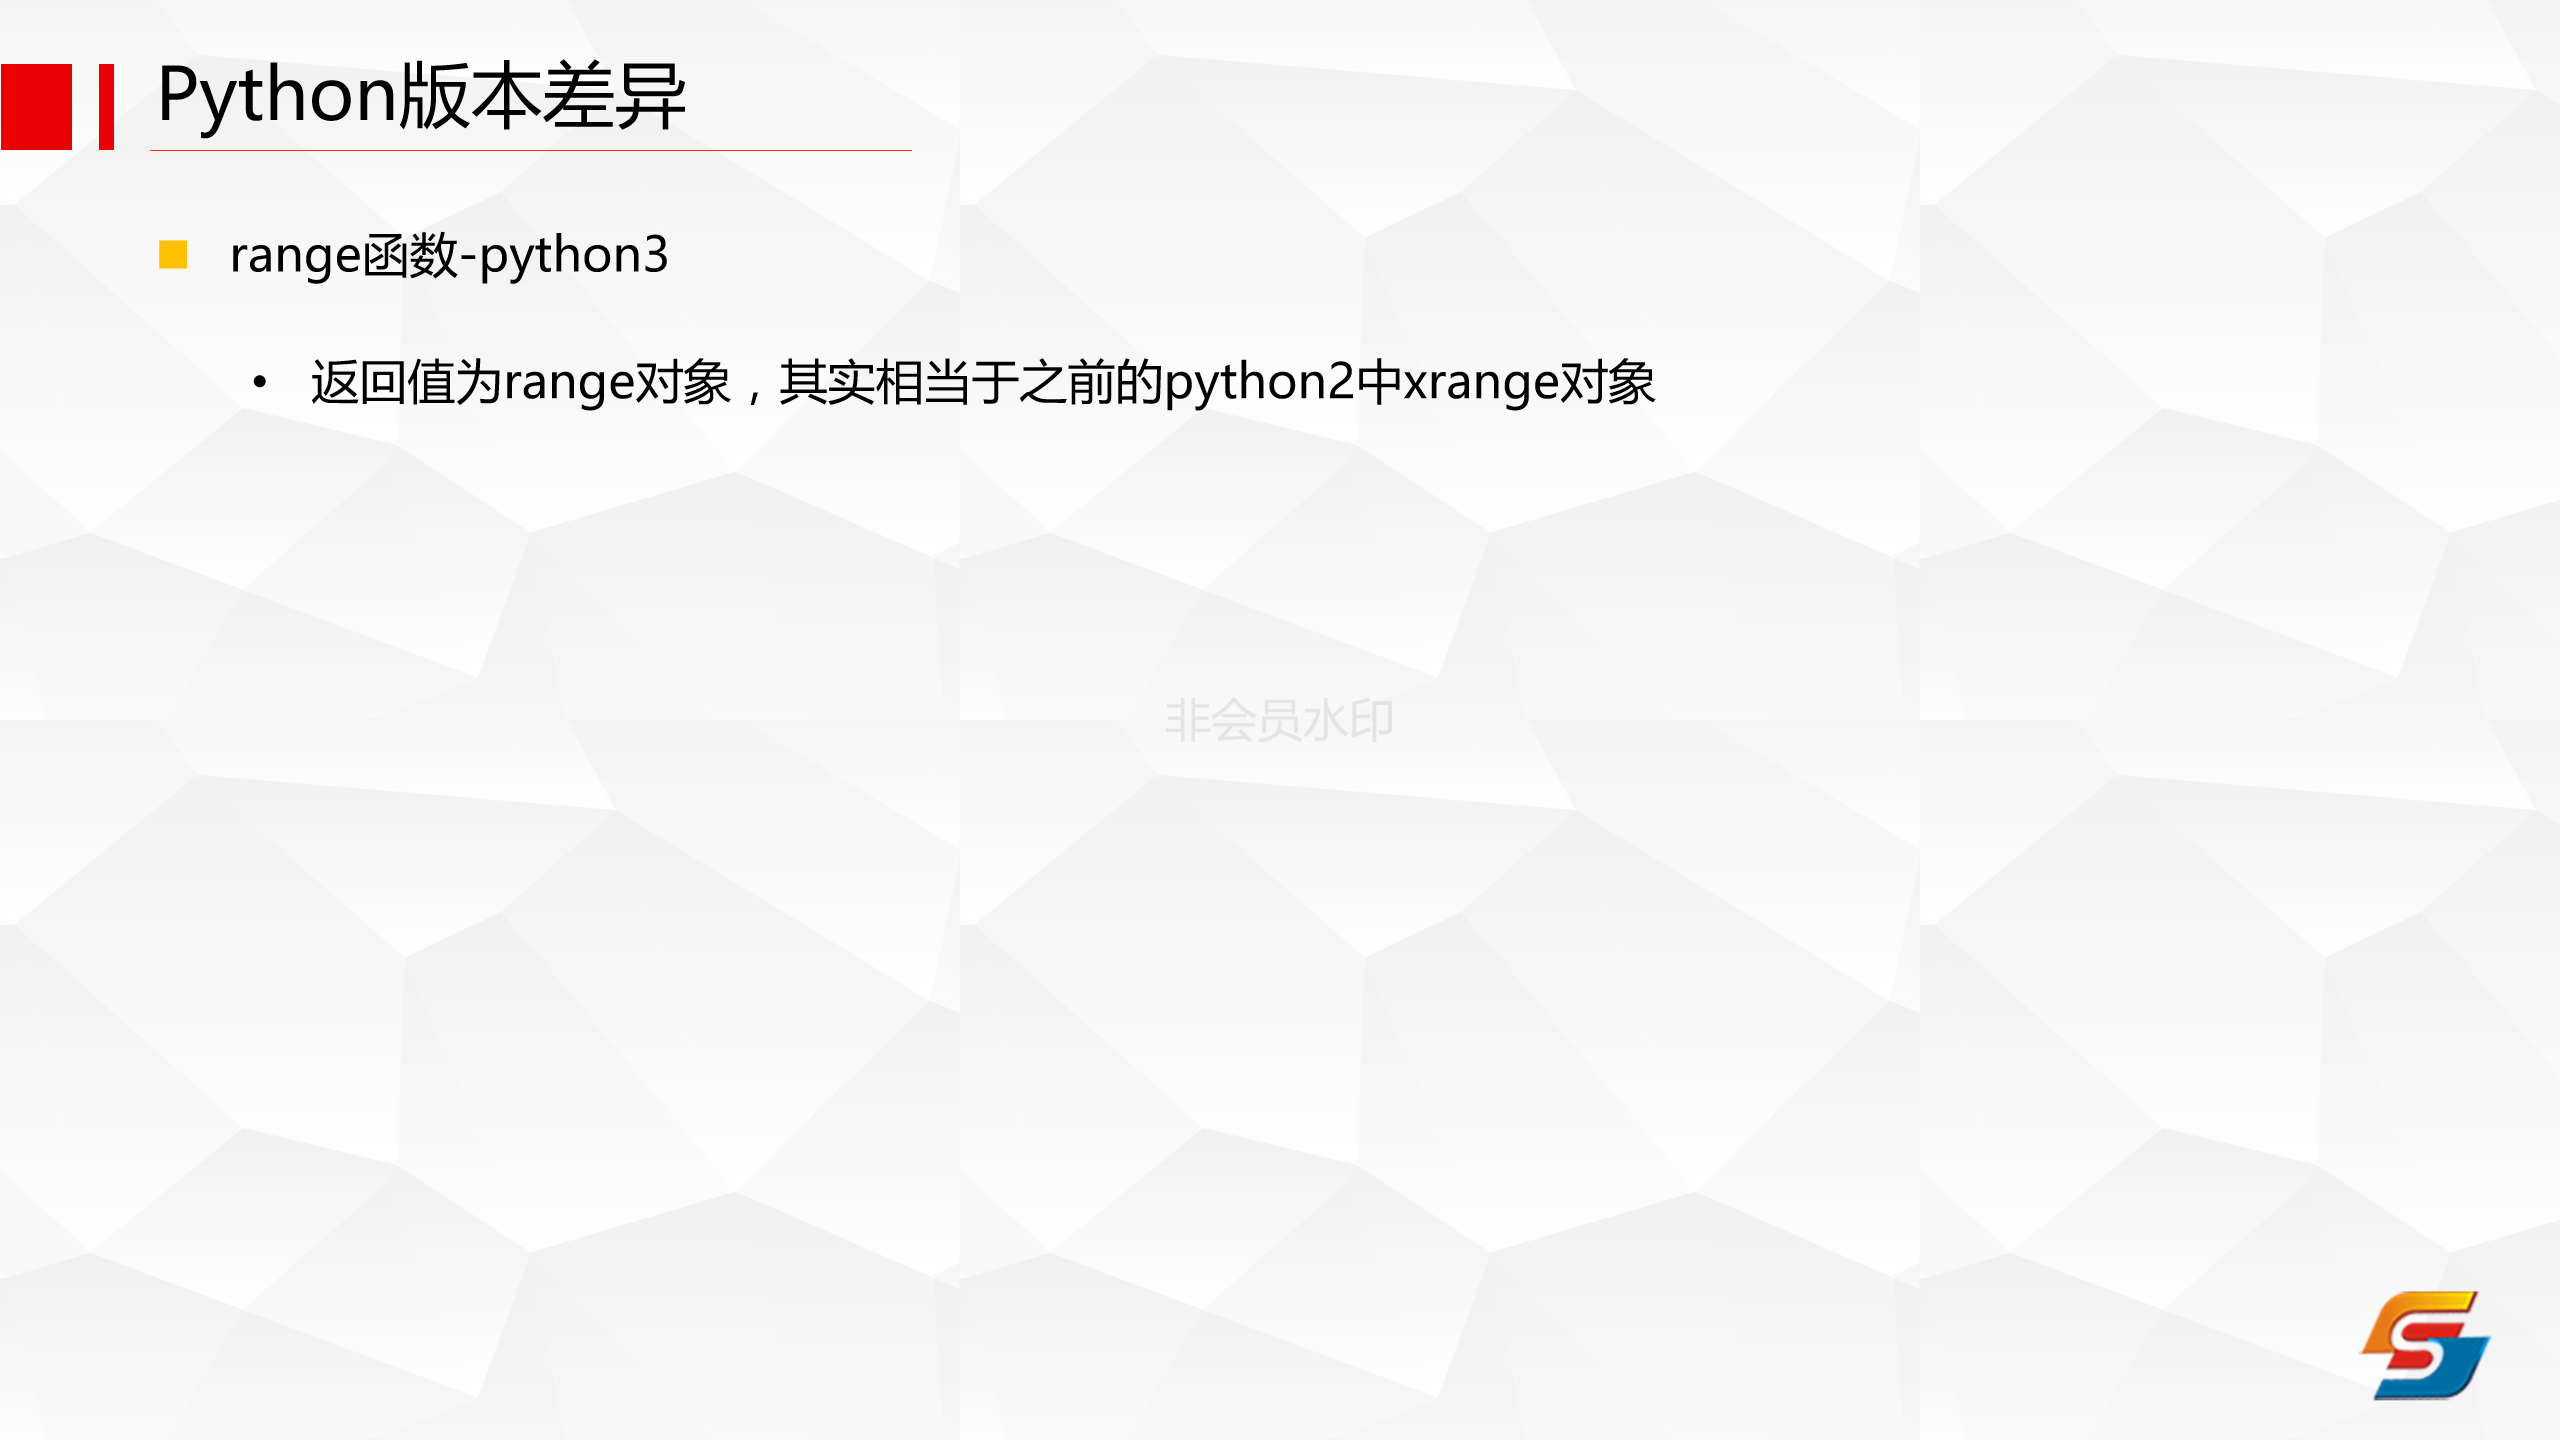 Python版本差异
range函数-python3
• 返回值为range对象，其实相当于之前的python2中xrange对象
非会员水印